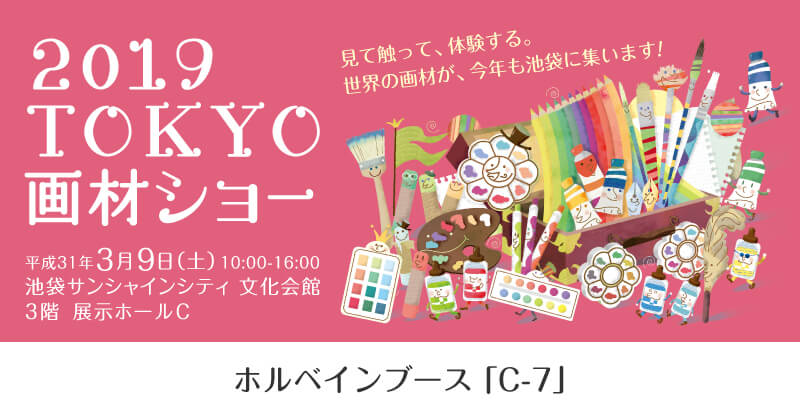 2019
TOKYO
画材ショー
平成31年3月9日(土)10:00-16:00
池袋サンシャインシティ 文化会館
3階 展示ホールC
見て触って、体験する。
世界の画材が、今年も池袋に集います!
ホルベインブース「C-7」